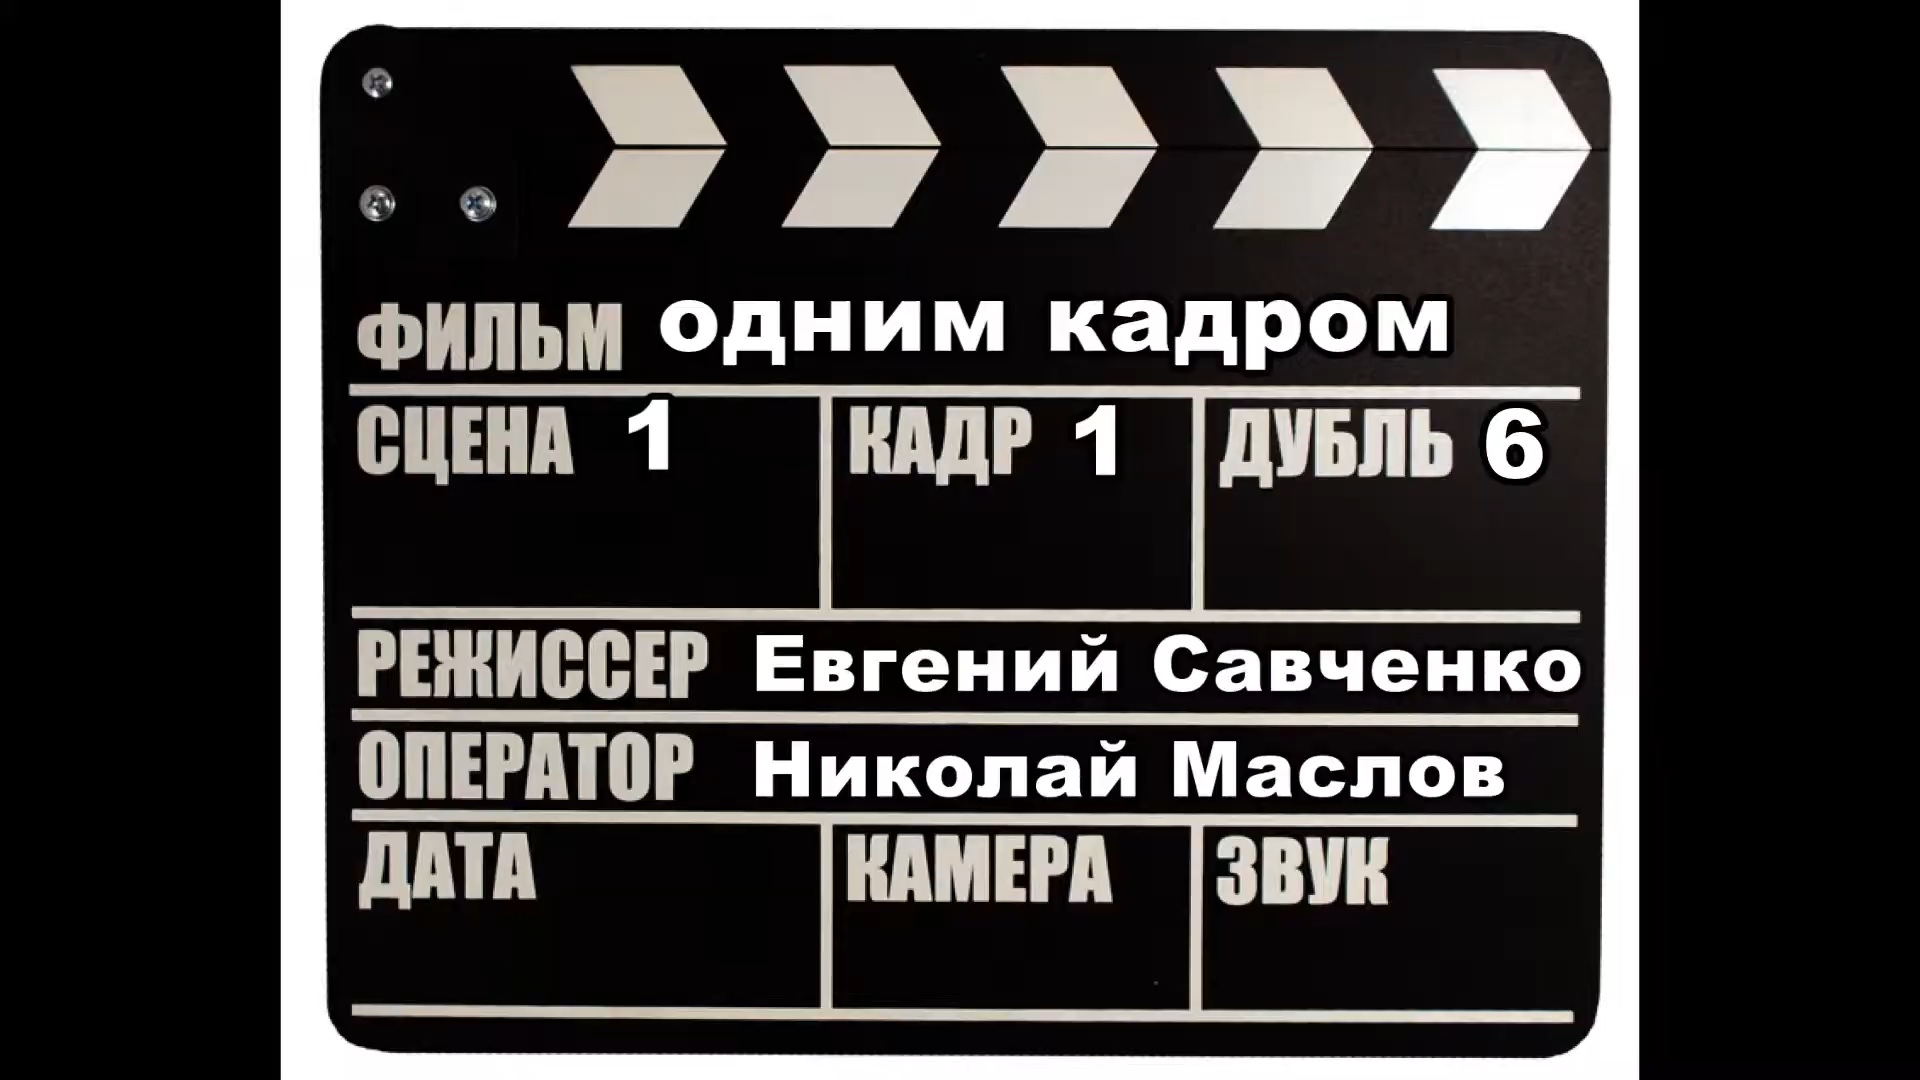 ФИЛЬМ одним кадром
СЦЕНА 1 КАДР 1 ДУБЛЬ 6
РЕЖИССЕР Евгений Савченко
ОПЕРАТОР Николай Маслов
ДАТА КАМЕРА ЗВУК